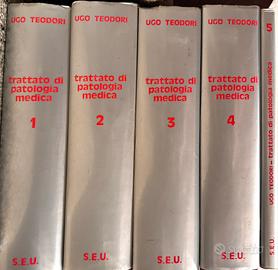 UGO TEODORI
trattato di
patologia
medica
1
S.E.U.
UGO TEODORI
trattato di
patologia
medica
2
S.E.U.
UGO TEODORI
trattato di
patologia
medica
3
S.E.U.
UGO TEODORI
trattato di
patologia
medica
4
S.E.U.
5
UGO TEODORI - trattato di patologia medica
S.E.U.
subito